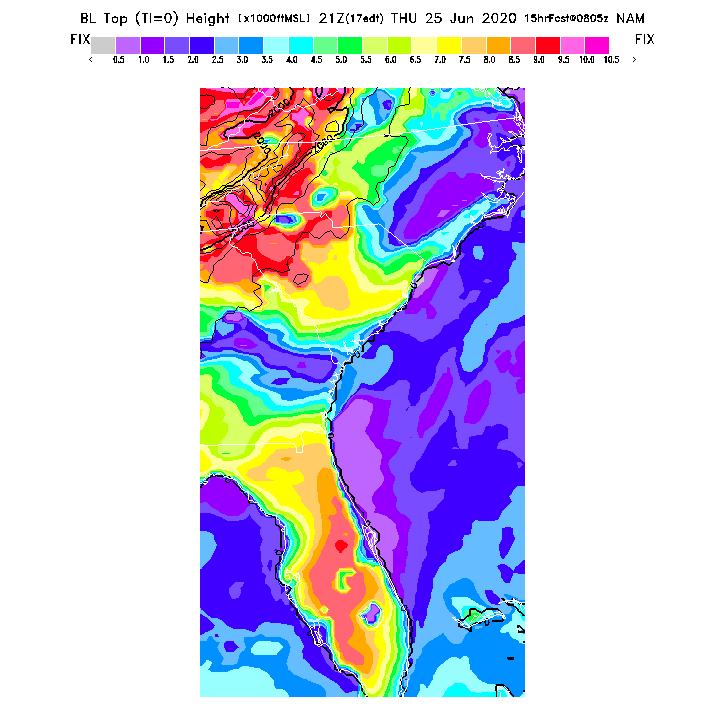 BL Top (TI=0) Height [x1000ftMSL] 21Z(17edt) THU 25 Jun 2020 15hrFcst@0805z NAM
FIX FIX
< 0.5 1.0 1.5 2.0 2.5 3.0 3.5 4.0 4.5 5.0 5.5 6.0 6.5 7.0 7.5 8.0 8.5 9.0 9.5 10.0 10.5 >
2000
2000
2000